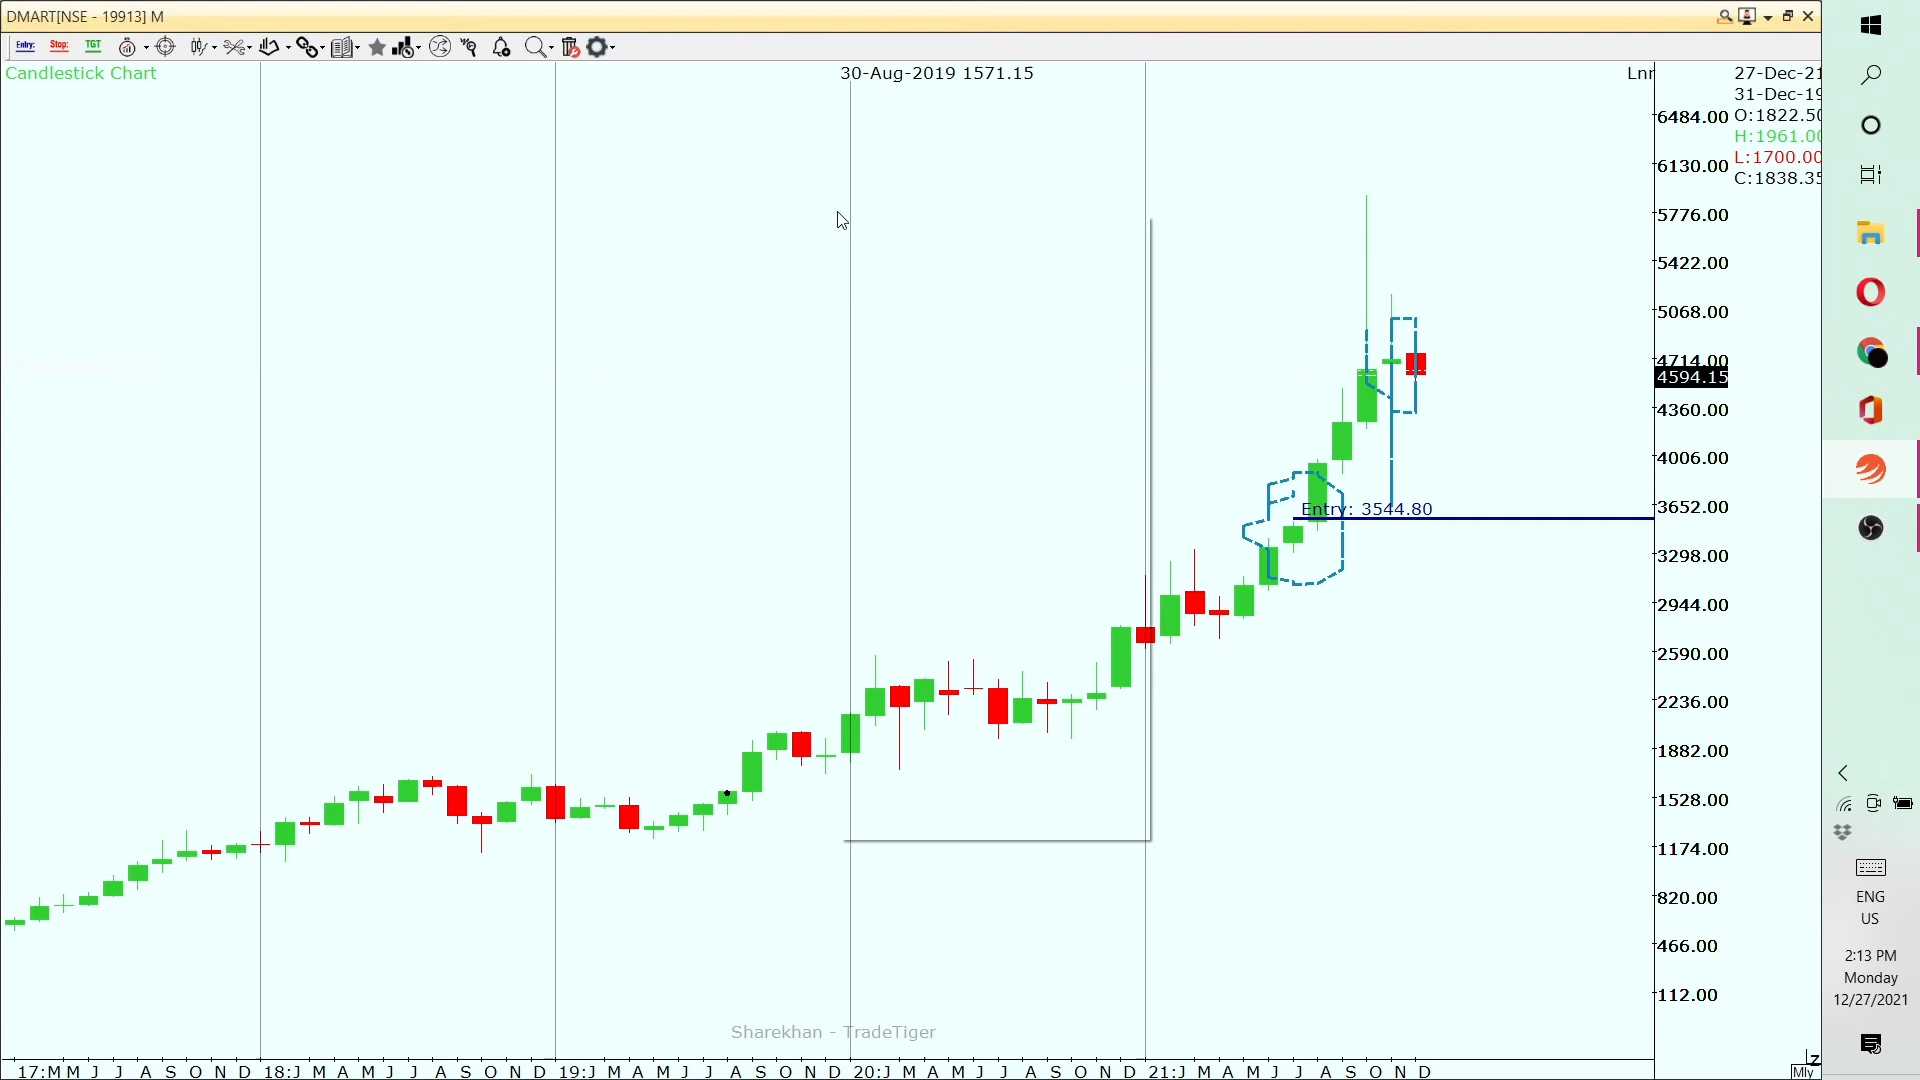 DMART[NSE - 19913] M
Entry: Stop: TGT
Candlestick Chart
30-Aug-2019 1571.15
Lnr
27-Dec-21
31-Dec-19
O:1822.50
H:1961.00
L:1700.00
C:1838.35
6484.00
6130.00
5776.00
5422.00
5068.00
4714.00
4594.15
4360.00
4006.00
3652.00
Entry: 3544.80
3298.00
2944.00
2590.00
2236.00
1882.00
1528.00
1174.00
820.00
466.00
112.00
Sharekhan - TradeTiger
17:M M J J A S O N D 18:J M A M J J A S O N D 19:J M A M J J A S O N D 20:J M A M J J A S O N D 21:J M A M J J A S O N D
Mly
Z
ENG
US
2:13 PM
Monday
12/27/2021